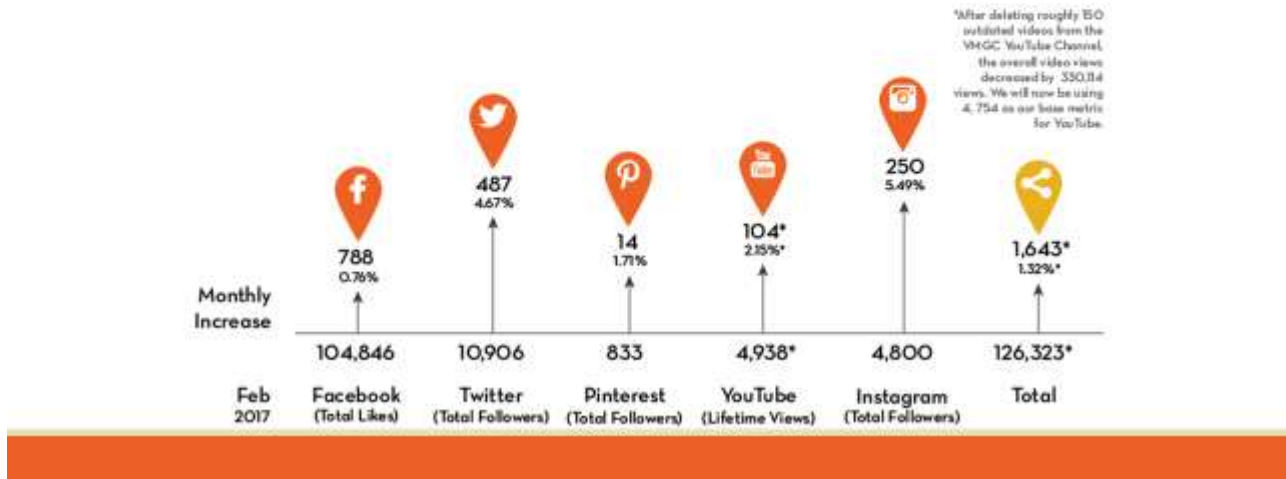 *After deleting roughly 150
outdated videos from the
VMGC YouTube Channel,
the overall video views
decreased by 330,114
views. We will now be using
4,754 as our base metric
for YouTube.
f
You
Tube
250
5.49%
487
4.67%
104*
2.15%*
14
1.71%
1,643*
1.32%*
788
0.76%
Monthly
Increase
104,846 10,906 833 4,938* 4,800 126,323*
Feb Facebook Twitter Pinterest YouTube Instagram Total
2017 (Total Likes) (Total Followers) (Total Followers) (Lifetime Views) (Total Followers)